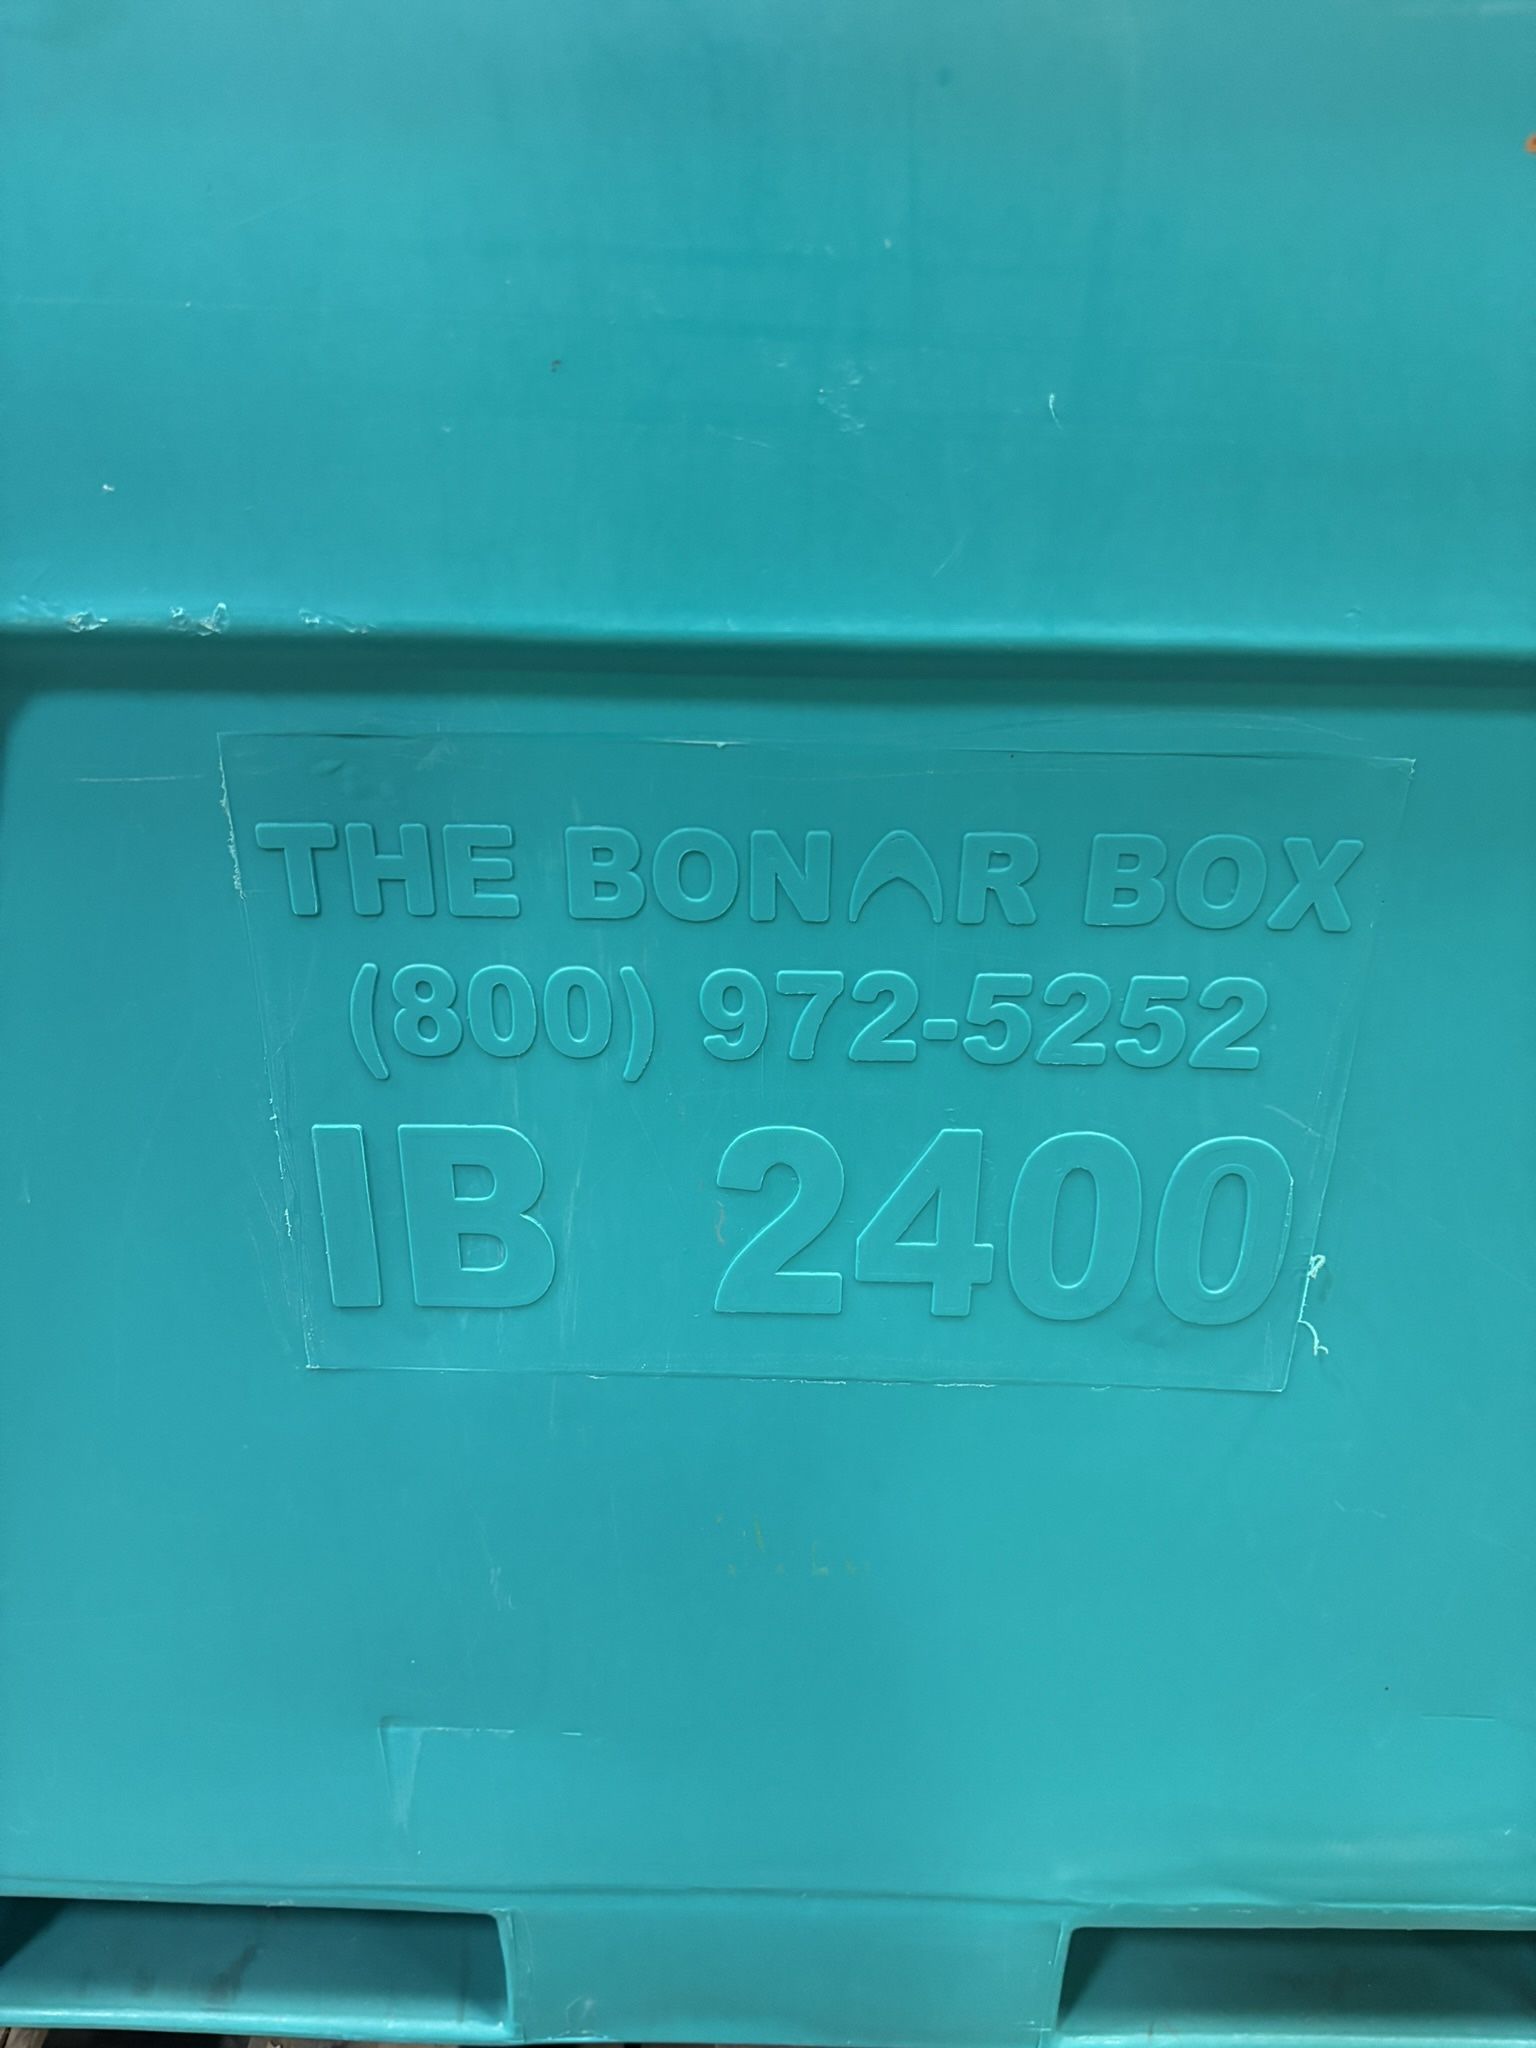 THE BONAR BOX
(800) 972-5252
IB 2400